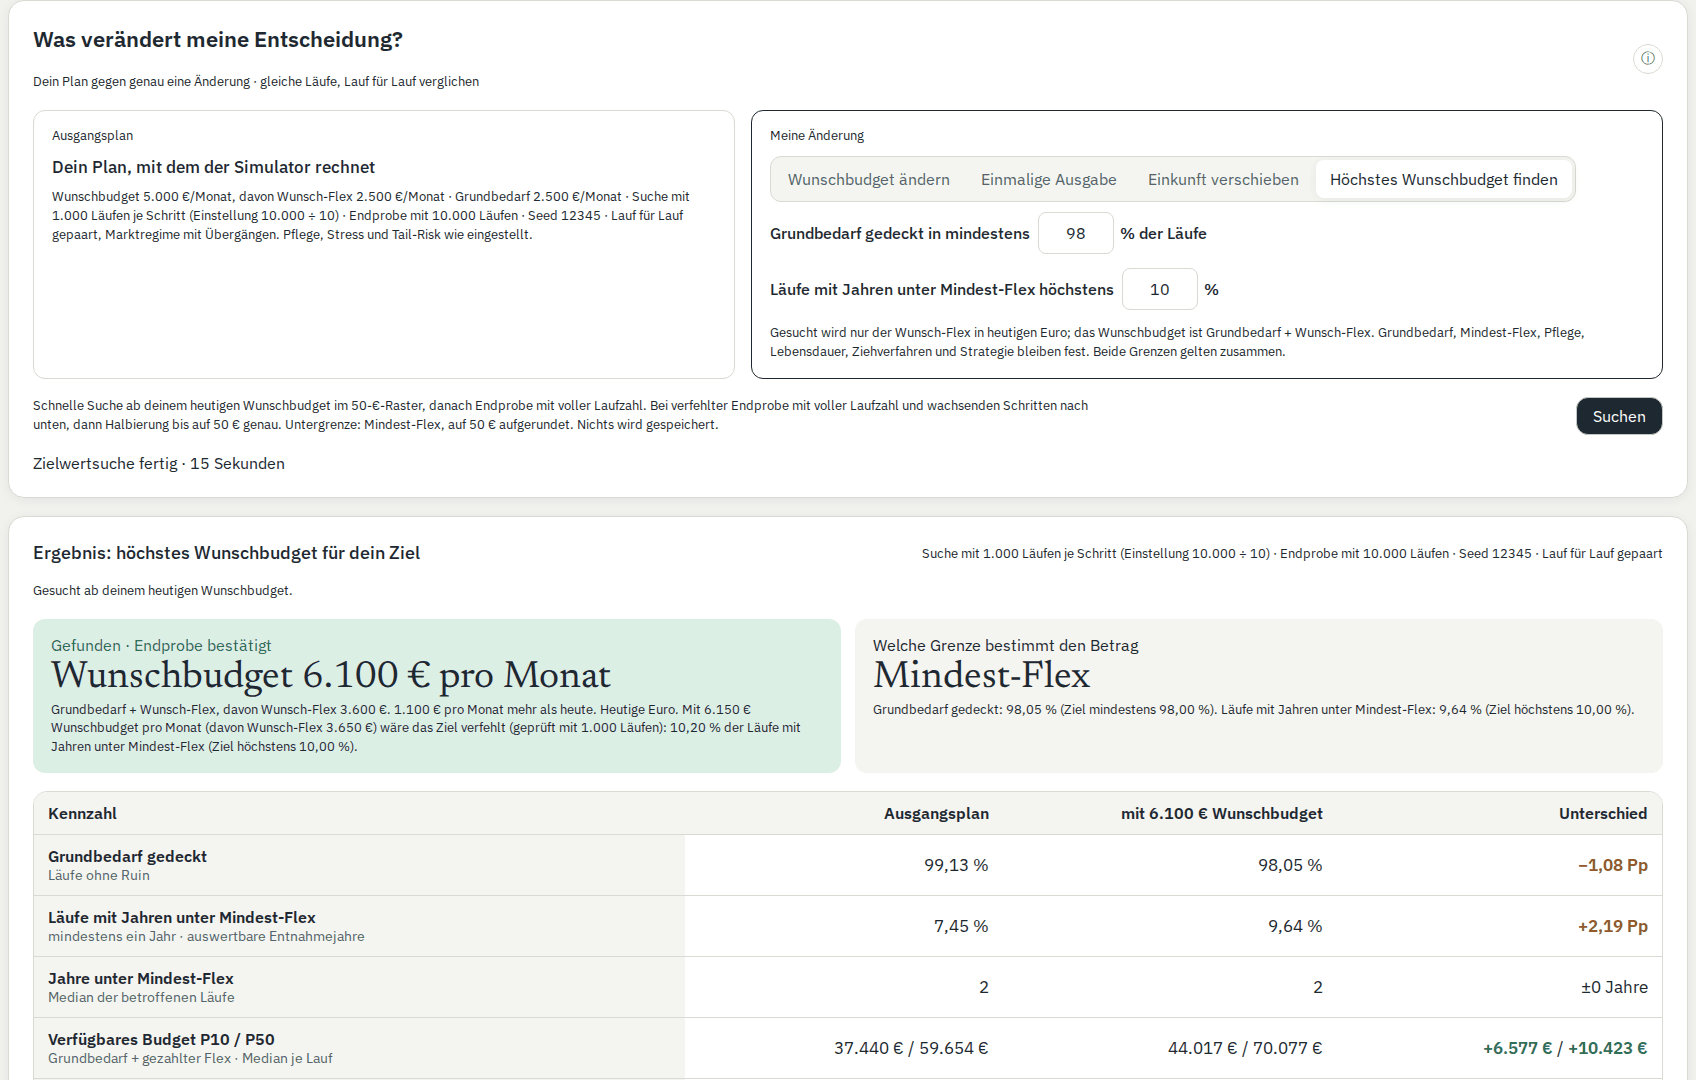 Was verändert meine Entscheidung?
Dein Plan gegen genau eine Änderung · gleiche Läufe, Lauf für Lauf verglichen
ⓘ
Ausgangsplan
Dein Plan, mit dem der Simulator rechnet
Wunschbudget 5.000 €/Monat, davon Wunsch-Flex 2.500 €/Monat · Grundbedarf 2.500 €/Monat · Suche mit
1.000 Läufen je Schritt (Einstellung 10.000 ÷ 10) · Endprobe mit 10.000 Läufen · Seed 12345 · Lauf für Lauf
gepaart, Marktregime mit Übergängen. Pflege, Stress und Tail-Risk wie eingestellt.
Meine Änderung
Wunschbudget ändern Einmalige Ausgabe Einkunft verschieben Höchstes Wunschbudget finden
Grundbedarf gedeckt in mindestens 98 % der Läufe
Läufe mit Jahren unter Mindest-Flex höchstens 10 %
Gesucht wird nur der Wunsch-Flex in heutigen Euro; das Wunschbudget ist Grundbedarf + Wunsch-Flex. Grundbedarf, Mindest-Flex, Pflege,
Lebensdauer, Ziehverfahren und Strategie bleiben fest. Beide Grenzen gelten zusammen.
Schnelle Suche ab deinem heutigen Wunschbudget im 50-€-Raster, danach Endprobe mit voller Laufzahl. Bei verfehlter Endprobe mit voller Laufzahl und wachsenden Schritten nach
unten, dann Halbierung bis auf 50 € genau. Untergrenze: Mindest-Flex, auf 50 € aufgerundet. Nichts wird gespeichert.
Suchen
Zielwertsuche fertig · 15 Sekunden
Ergebnis: höchstes Wunschbudget für dein Ziel
Suche mit 1.000 Läufen je Schritt (Einstellung 10.000 ÷ 10) · Endprobe mit 10.000 Läufen · Seed 12345 · Lauf für Lauf gepaart
Gesucht ab deinem heutigen Wunschbudget.
Gefunden · Endprobe bestätigt
Wunschbudget 6.100 € pro Monat
Grundbedarf + Wunsch-Flex, davon Wunsch-Flex 3.600 €. 1.100 € pro Monat mehr als heute. Heutige Euro. Mit 6.150 €
Wunschbudget pro Monat (davon Wunsch-Flex 3.650 €) wäre das Ziel verfehlt (geprüft mit 1.000 Läufen): 10,20 % der Läufe mit
Jahren unter Mindest-Flex (Ziel höchstens 10,00 %).
Welche Grenze bestimmt den Betrag
Mindest-Flex
Grundbedarf gedeckt: 98,05 % (Ziel mindestens 98,00 %). Läufe mit Jahren unter Mindest-Flex: 9,64 % (Ziel höchstens 10,00 %).
Kennzahl Ausgangsplan mit 6.100 € Wunschbudget Unterschied
Grundbedarf gedeckt
Läufe ohne Ruin
99,13 % 98,05 % −1,08 Pp
Läufe mit Jahren unter Mindest-Flex
mindestens ein Jahr · auswertbare Entnahmejahre
7,45 % 9,64 % +2,19 Pp
Jahre unter Mindest-Flex
Median der betroffenen Läufe
2 2 ±0 Jahre
Verfügbares Budget P10 / P50
Grundbedarf + gezahlter Flex · Median je Lauf
37.440 € / 59.654 € 44.017 € / 70.077 € +6.577 € / +10.423 €